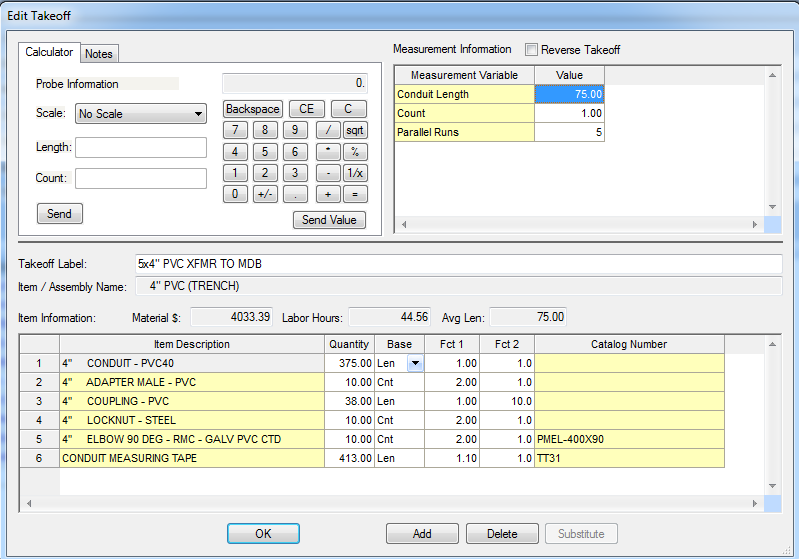 Edit Takeoff
Calculator Notes
Probe Information
Scale: No Scale
Length:
Count:
Send
0.
Backspace CE C
7 8 9 / sqrt
4 5 6 * %
1 2 3 - 1/x
0 +/- . + =
Send Value
Measurement Information Reverse Takeoff
Measurement Variable Value
Conduit Length 75.00
Count 1.00
Parallel Runs 5
Takeoff Label: 5x4" PVC XFMR TO MDB
Item / Assembly Name: 4" PVC (TRENCH)
Item Information: Material $: 4033.39 Labor Hours: 44.56 Avg Len: 75.00
Item Description Quantity Base Fct 1 Fct 2 Catalog Number
1 4" CONDUIT - PVC40 375.00 Len 1.00 1.0
2 4" ADAPTER MALE - PVC 10.00 Cnt 2.00 1.0
3 4" COUPLING - PVC 38.00 Len 1.00 10.0
4 4" LOCKNUT - STEEL 10.00 Cnt 2.00 1.0
5 4" ELBOW 90 DEG - RMC - GALV PVC CTD 10.00 Cnt 2.00 1.0 PMEL-400X90
6 CONDUIT MEASURING TAPE 413.00 Len 1.10 1.0 TT31
OK Add Delete Substitute